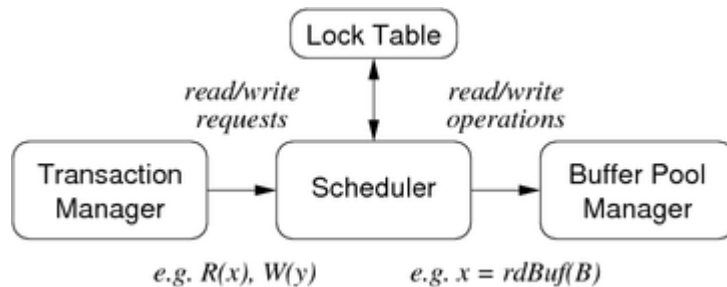 Lock Table
read/write
requests
read/write
operations
Transaction
Manager
Scheduler
Buffer Pool
Manager
e.g. R(x), W(y)
e.g. x = rdBuf(B)